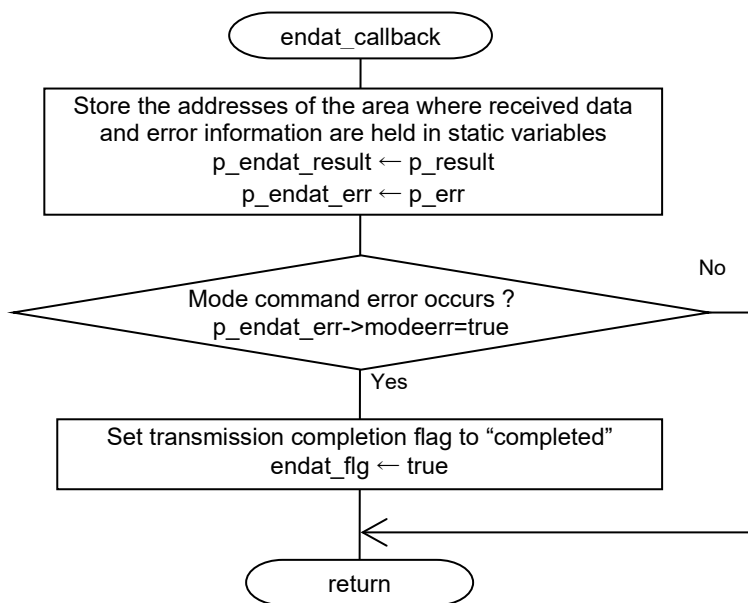 endat_callback
Store the addresses of the area where received data
and error information are held in static variables
p_endat_result ← p_result
p_endat_err ← p_err
No
Mode command error occurs ?
p_endat_err->modeerr=true
Yes
Set transmission completion flag to “completed”
endat_flg ← true
return